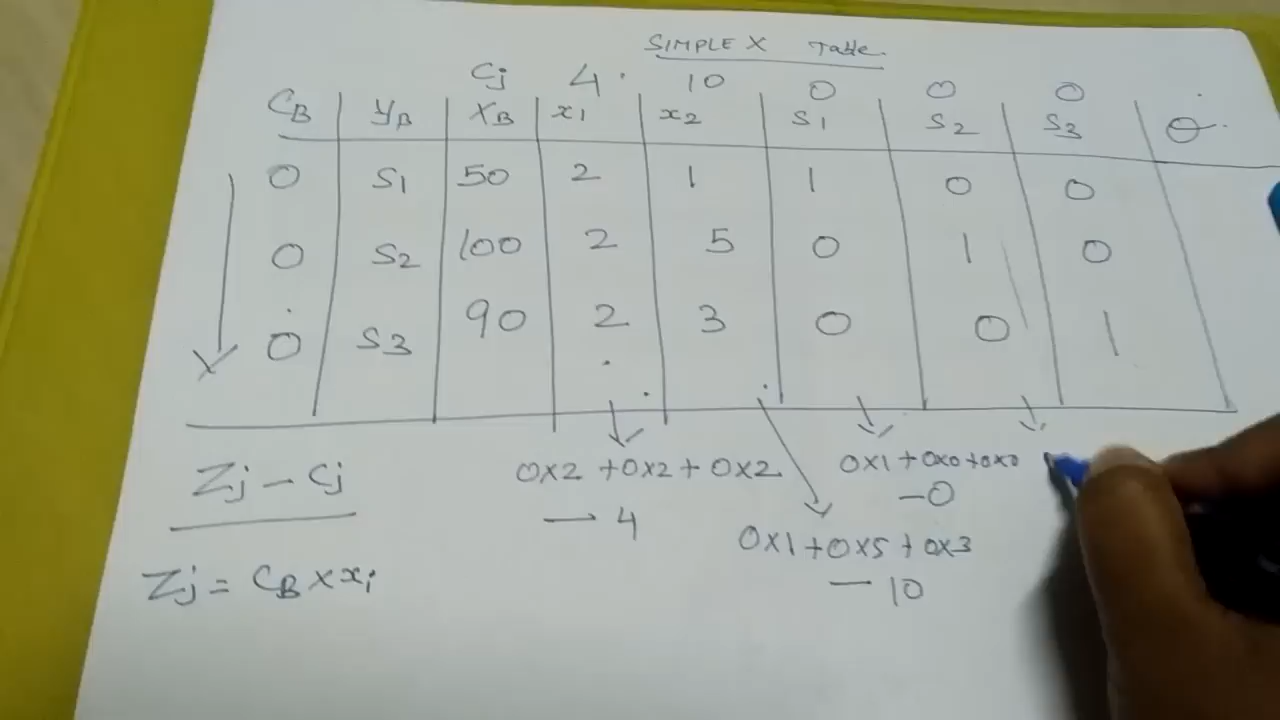 SIMPLEX Table
Cj 4 10 0 0 0
CB YB XB x1 x2 S1 S2 S3 θ
0 S1 50 2 1 1 0 0
0 S2 100 2 5 0 1 0
0 S3 90 2 3 0 0 1
Zj - Cj
0x2 +0x2 + 0x2
- 4
0x1+0x5+0x3
- 10
0x1+0x0+0x0
-0
Zj = CB x xi